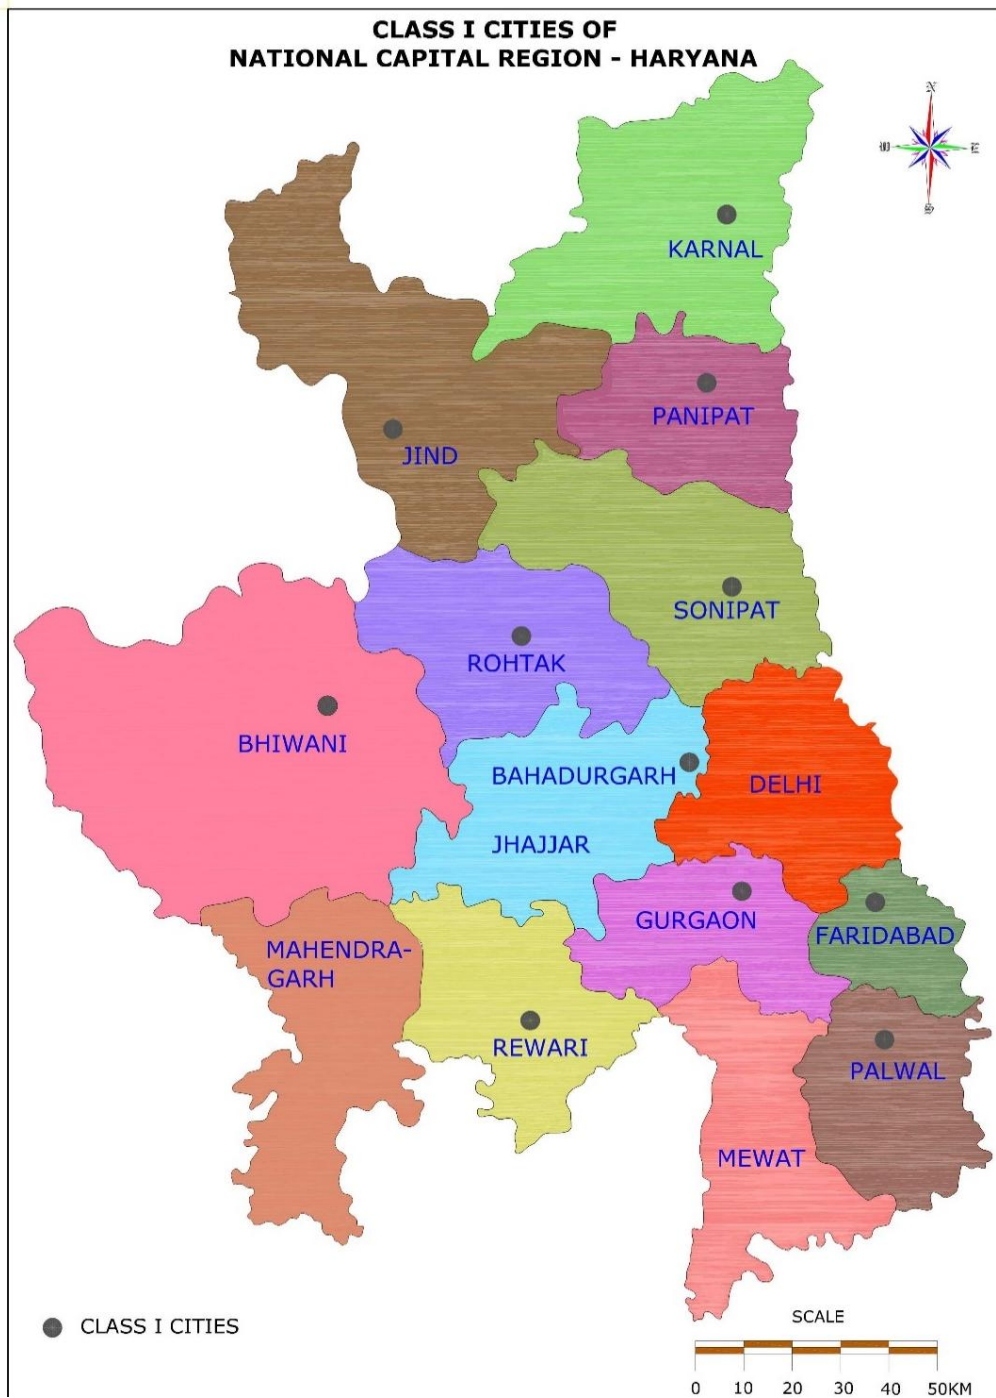 CLASS I CITIES OF
NATIONAL CAPITAL REGION - HARYANA
N
E
S
KARNAL
PANIPAT
JIND
SONIPAT
ROHTAK
BHIWANI
BAHADURGARH
DELHI
JHAJJAR
GURGAON
FARIDABAD
MAHENDRA-
GARH
REWARI
PALWAL
MEWAT
CLASS I CITIES
SCALE
0 10 20 30 40 50KM